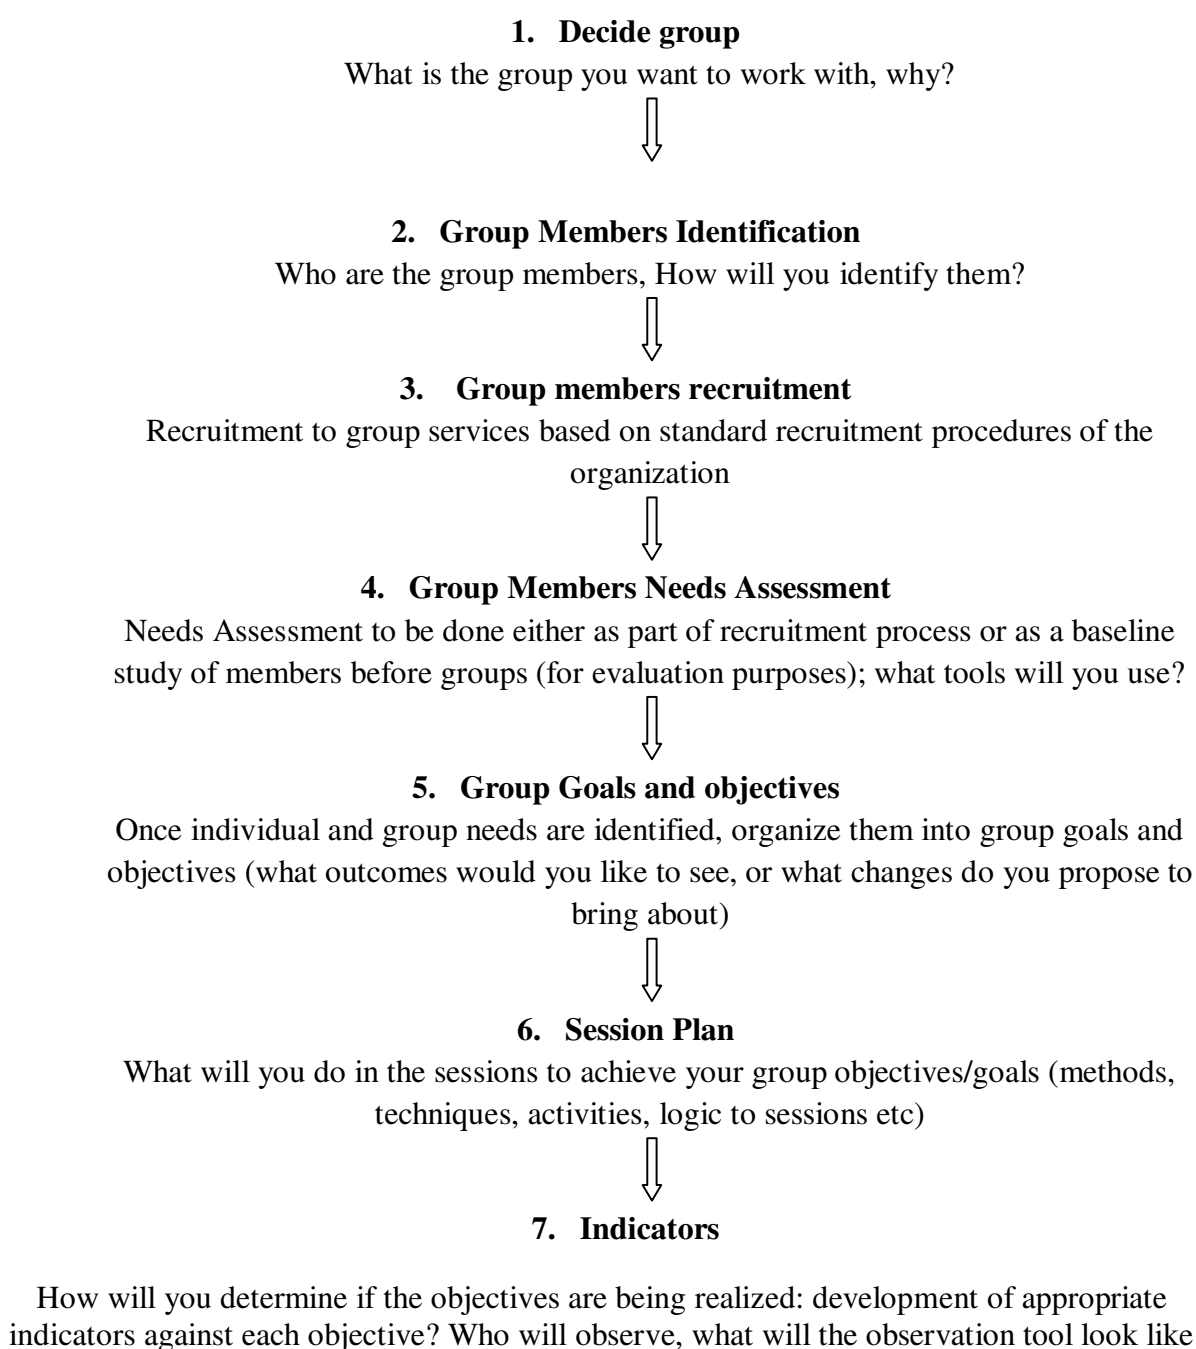 1. Decide group
What is the group you want to work with, why?
2. Group Members Identification
Who are the group members, How will you identify them?
3. Group members recruitment
Recruitment to group services based on standard recruitment procedures of the
organization
4. Group Members Needs Assessment
Needs Assessment to be done either as part of recruitment process or as a baseline
study of members before groups (for evaluation purposes); what tools will you use?
5. Group Goals and objectives
Once individual and group needs are identified, organize them into group goals and
objectives (what outcomes would you like to see, or what changes do you propose to
bring about)
6. Session Plan
What will you do in the sessions to achieve your group objectives/goals (methods,
techniques, activities, logic to sessions etc)
7. Indicators
How will you determine if the objectives are being realized: development of appropriate
indicators against each objective? Who will observe, what will the observation tool look like